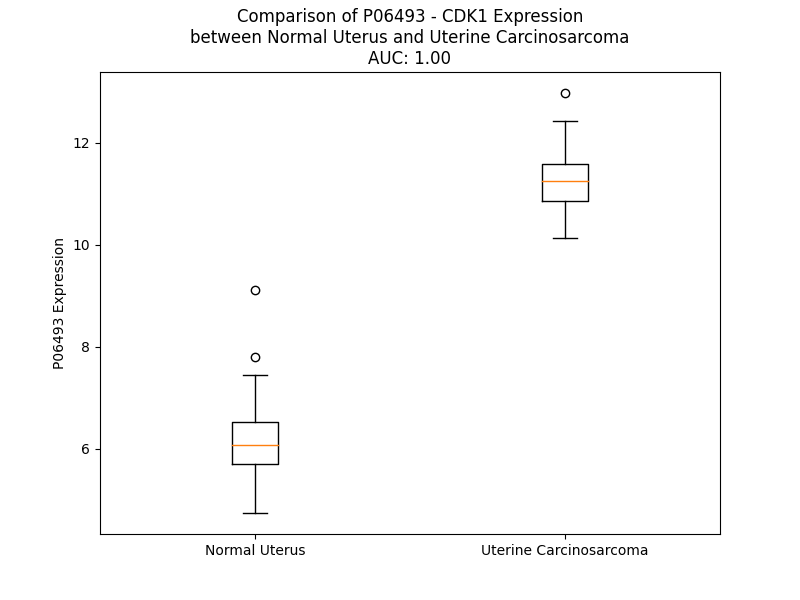 Comparison of P06493 - CDK1 Expression
between Normal Uterus and Uterine Carcinosarcoma
AUC: 1.00
12
10
8
6
P06493 Expression
Normal Uterus
Uterine Carcinosarcoma